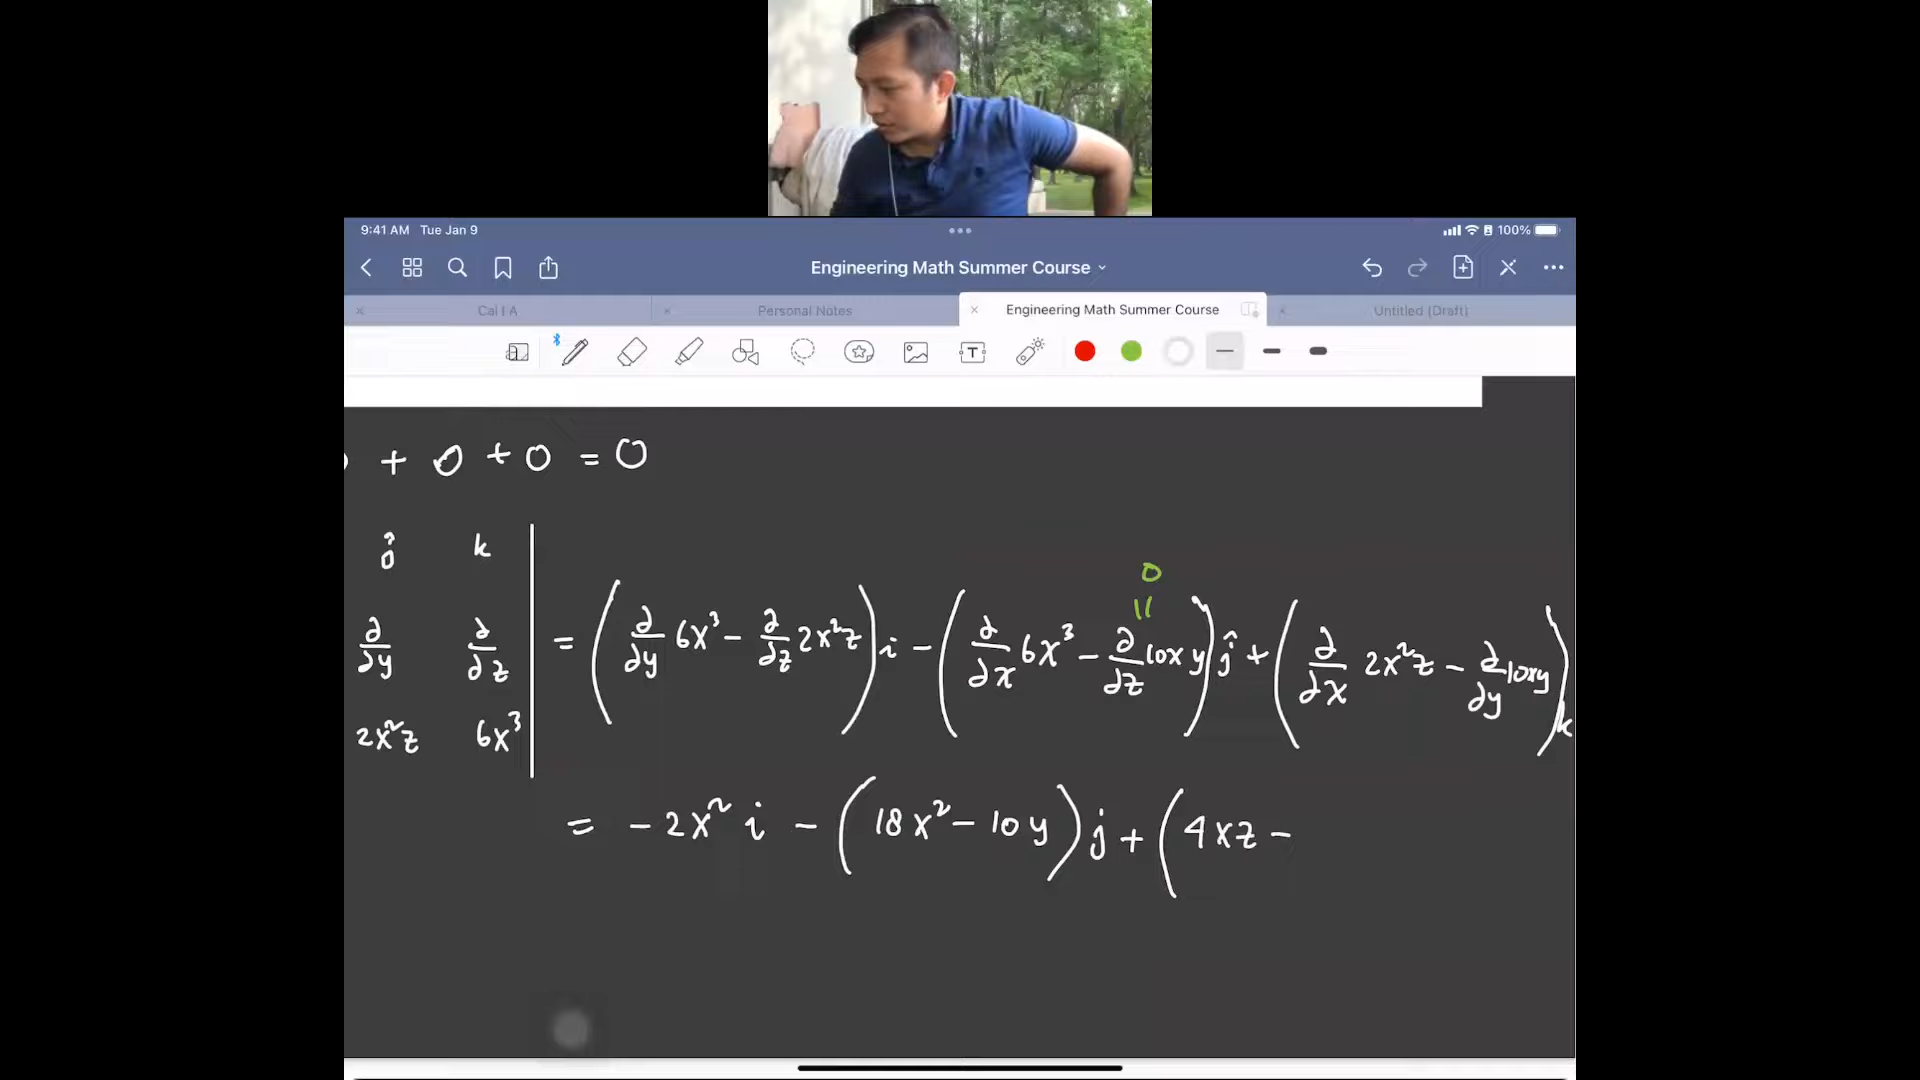 9:41 AM Tue Jan 9
100%
Engineering Math Summer Course
Cal I A
Personal Notes
Engineering Math Summer Course
Untitled (Draft)
T
+ 0 + 0 = 0
ĵ k
∂/∂y ∂/∂z
2x²z 6x³
= (∂/∂y 6x³ − ∂/∂z 2x²z) i − (∂/∂x 6x³ − ∂/∂z 10xy) ĵ + (∂/∂x 2x²z − ∂/∂y 10xy) k
0
||
= −2x² i − (18x² − 10y) j + (4xz −